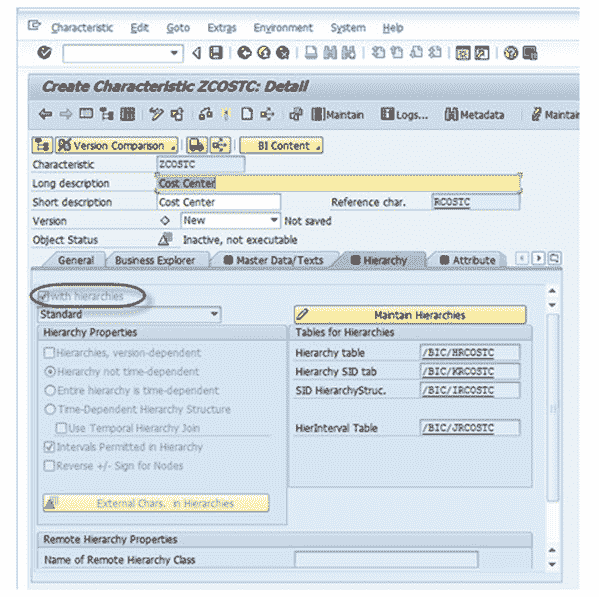 Characteristic Edit Goto Extras Environment System Help
Create Characteristic ZCOSTC: Detail
Maintain Logs... Metadata Maintain
Version Comparison BI Content
Characteristic ZCOSTC
Long description Cost Center
Short description Cost Center Reference char. RCOSTC
Version New Not saved
Object Status Inactive, not executable
General Business Explorer Master Data/Texts Hierarchy Attribute
with hierarchies
Standard Maintain Hierarchies
Hierarchy Properties Tables for Hierarchies
Hierarchies, version-dependent Hierarchy table /BIC/HRCOSTC
Hierarchy not time-dependent Hierarchy SID tab /BIC/KRCOSTC
Entire hierarchy is time-dependent SID HierarchyStruc. /BIC/IRCOSTC
Time-Dependent Hierarchy Structure
Use Temporal Hierarchy Join HierInterval Table /BIC/JRCOSTC
Intervals Permitted in Hierarchy
Reverse +/- Sign for Nodes
External Chars. in Hierarchies
Remote Hierarchy Properties
Name of Remote Hierarchy Class